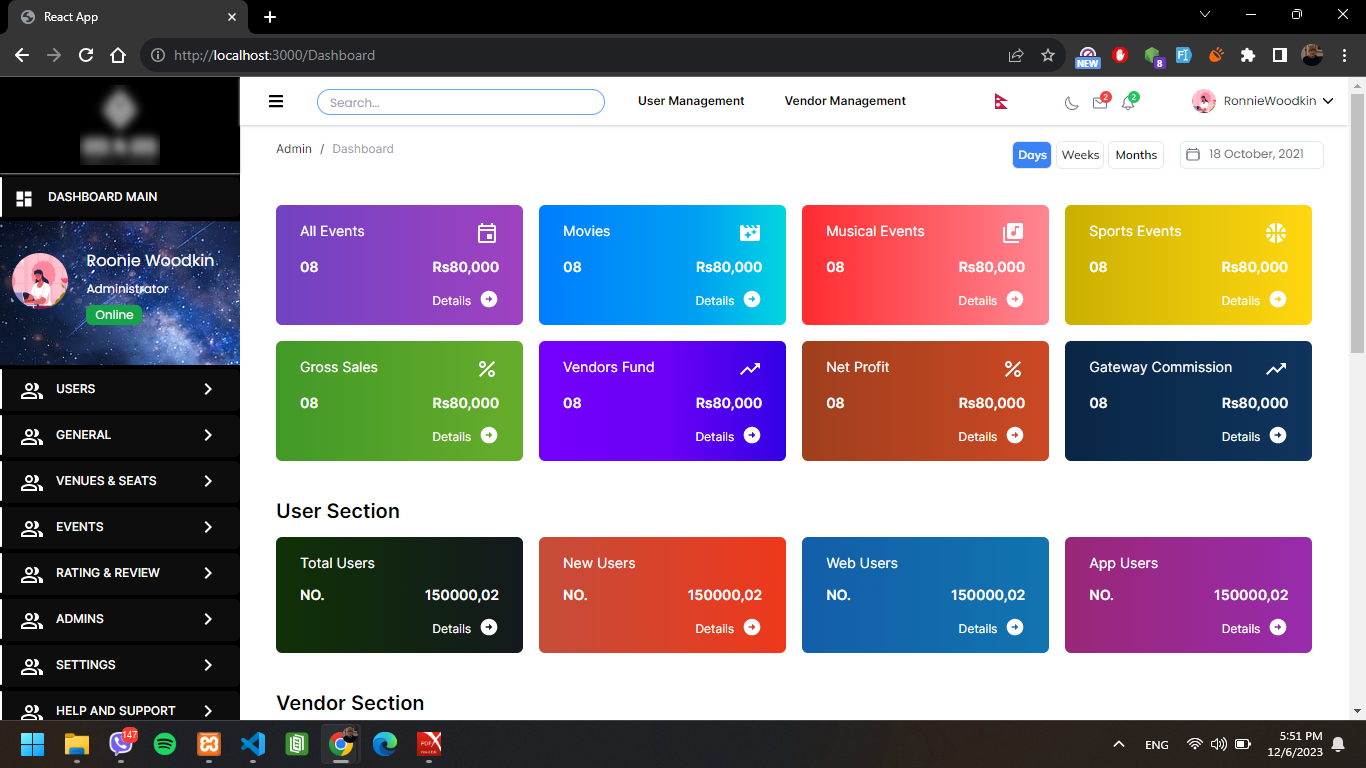 React App
http://localhost:3000/Dashboard
NEW
8
Search...
User Management
Vendor Management
2
2
RonnieWoodkin
Admin / Dashboard
Days
Weeks
Months
18 October, 2021
DASHBOARD MAIN
Roonie Woodkin
Administrator
Online
USERS
GENERAL
VENUES & SEATS
EVENTS
RATING & REVIEW
ADMINS
SETTINGS
HELP AND SUPPORT
All Events
08 Rs80,000
Details
Movies
08 Rs80,000
Details
Musical Events
08 Rs80,000
Details
Sports Events
08 Rs80,000
Details
Gross Sales
08 Rs80,000
Details
Vendors Fund
08 Rs80,000
Details
Net Profit
08 Rs80,000
Details
Gateway Commission
08 Rs80,000
Details
User Section
Total Users
NO. 150000,02
Details
New Users
NO. 150000,02
Details
Web Users
NO. 150000,02
Details
App Users
NO. 150000,02
Details
Vendor Section
147
PDF
ENG
5:51 PM
12/6/2023